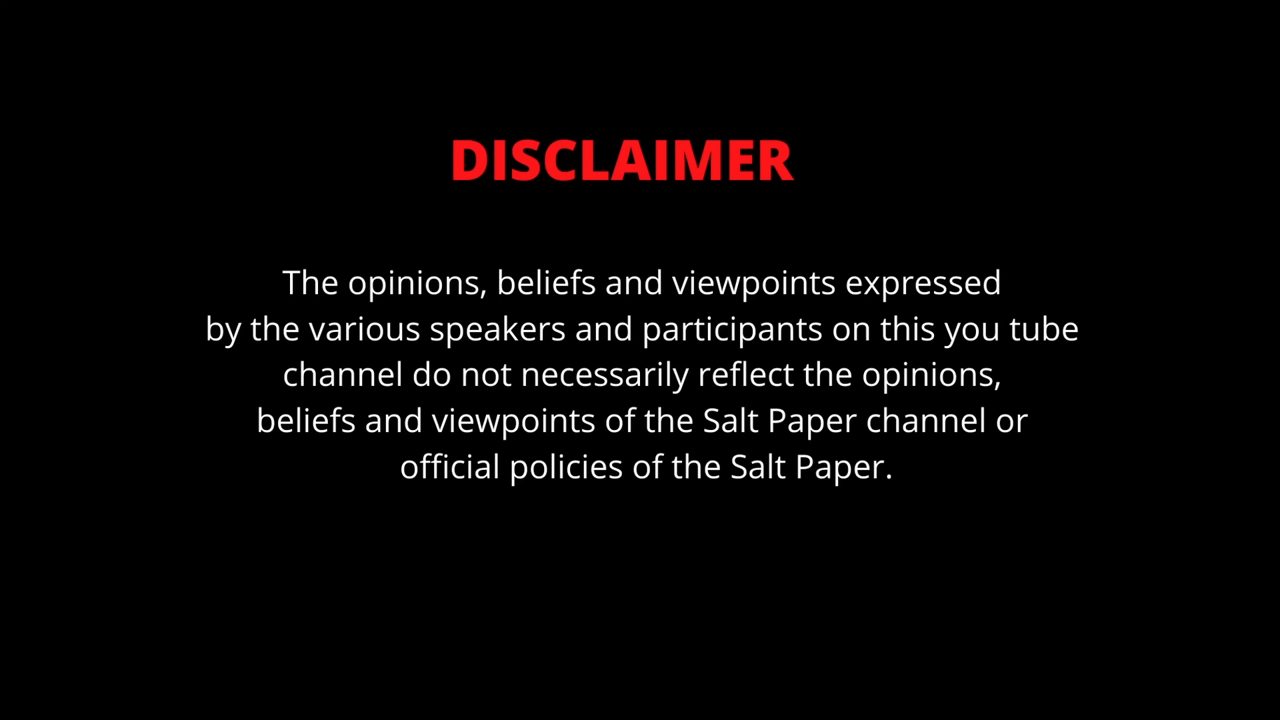 DISCLAIMER
The opinions, beliefs and viewpoints expressed
by the various speakers and participants on this you tube
channel do not necessarily reflect the opinions,
beliefs and viewpoints of the Salt Paper channel or
official policies of the Salt Paper.